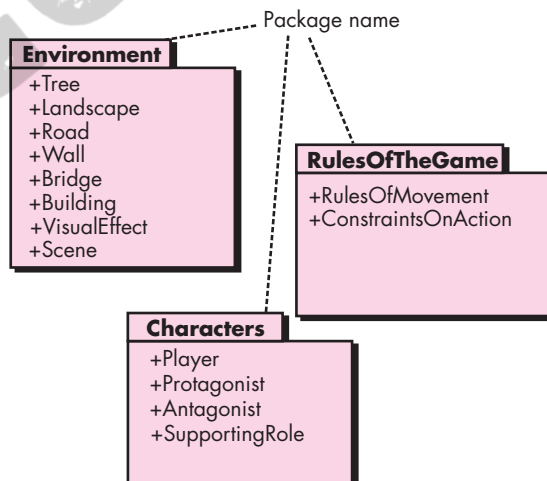 Package name
Environment
+Tree
+Landscape
+Road
+Wall
+Bridge
+Building
+VisualEffect
+Scene
RulesOfTheGame
+RulesOfMovement
+ConstraintsOnAction
Characters
+Player
+Protagonist
+Antagonist
+SupportingRole